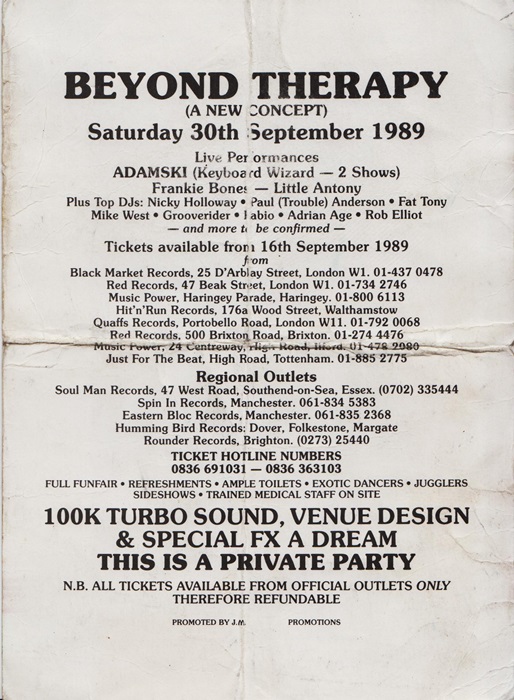 BEYOND THERAPY
(A NEW CONCEPT)
Saturday 30th September 1989
Live Performances
ADAMSKI (Keyboard Wizard — 2 Shows)
Frankie Bones — Little Antony
Plus Top DJs: Nicky Holloway • Paul (Trouble) Anderson • Fat Tony
Mike West • Grooverider • Fabio • Adrian Age • Rob Elliot
— and more to be confirmed —
Tickets available from 16th September 1989
from
Black Market Records, 25 D'Arblay Street, London W1. 01-437 0478
Red Records, 47 Beak Street, London W1. 01-734 2746
Music Power, Haringey Parade, Haringey. 01-800 6113
Hit'n'Run Records, 176a Wood Street, Walthamstow
Quaffs Records, Portobello Road, London W11. 01-792 0068
Red Records, 500 Brixton Road, Brixton. 01-274 4476
Music Power, 24 Centreway, High Road, Ilford. 01-478 2080
Just For The Beat, High Road, Tottenham. 01-885 2775
Regional Outlets
Soul Man Records, 47 West Road, Southend-on-Sea, Essex. (0702) 335444
Spin In Records, Manchester. 061-834 5383
Eastern Bloc Records, Manchester. 061-835 2368
Humming Bird Records: Dover, Folkestone, Margate
Rounder Records, Brighton. (0273) 25440
TICKET HOTLINE NUMBERS
0836 691031 — 0836 363103
FULL FUNFAIR • REFRESHMENTS • AMPLE TOILETS • EXOTIC DANCERS • JUGGLERS
SIDESHOWS • TRAINED MEDICAL STAFF ON SITE
100K TURBO SOUND, VENUE DESIGN
& SPECIAL FX A DREAM
THIS IS A PRIVATE PARTY
N.B. ALL TICKETS AVAILABLE FROM OFFICIAL OUTLETS ONLY
THEREFORE REFUNDABLE
PROMOTED BY J.M. PROMOTIONS